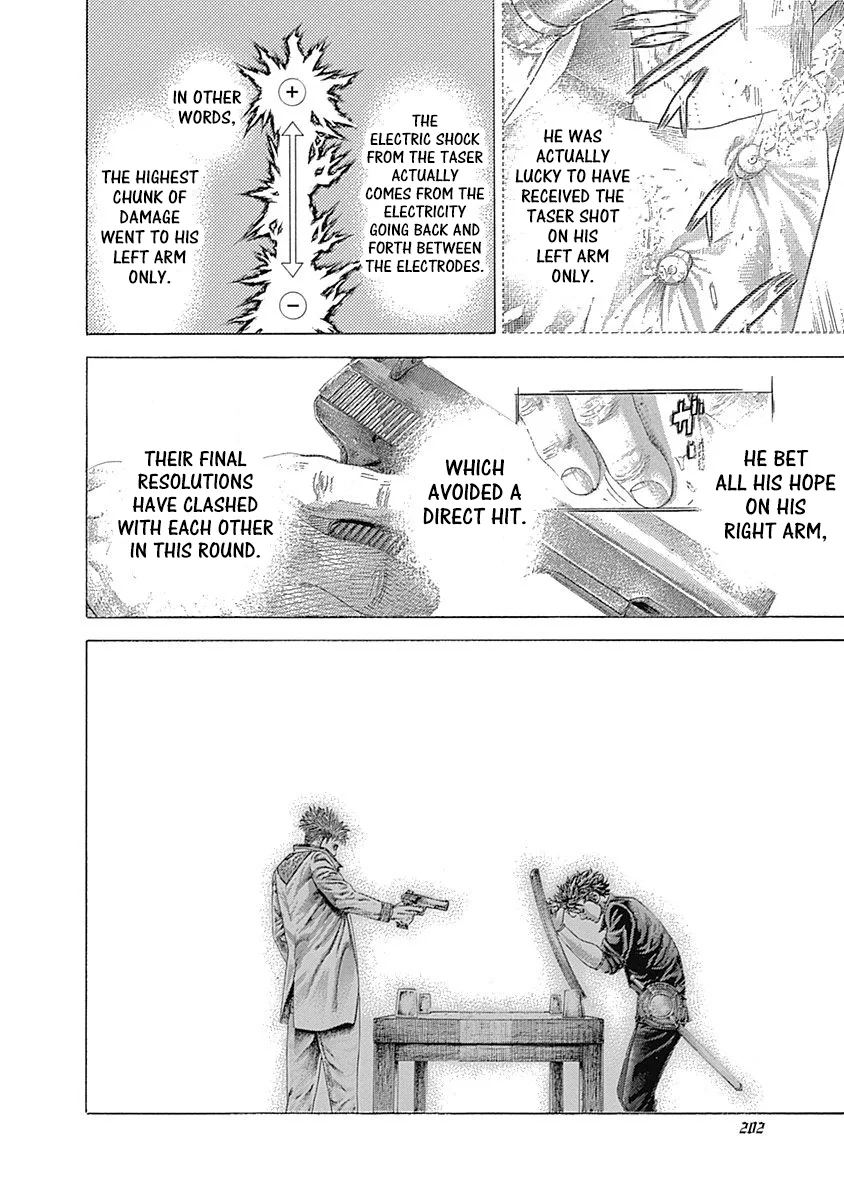 HE WAS
ACTUALLY
LUCKY TO HAVE
RECEIVED THE
TASER SHOT
ON HIS
LEFT ARM
ONLY.
THE
ELECTRIC SHOCK
FROM THE TASER
ACTUALLY
COMES FROM THE
ELECTRICITY
GOING BACK AND
FORTH BETWEEN
THE ELECTRODES.
+
−
IN OTHER
WORDS,
THE HIGHEST
CHUNK OF
DAMAGE
WENT TO HIS
LEFT ARM
ONLY.
HE BET
ALL HIS HOPE
ON HIS
RIGHT ARM,
WHICH
AVOIDED A
DIRECT HIT.
THEIR FINAL
RESOLUTIONS
HAVE CLASHED
WITH EACH OTHER
IN THIS ROUND.
202